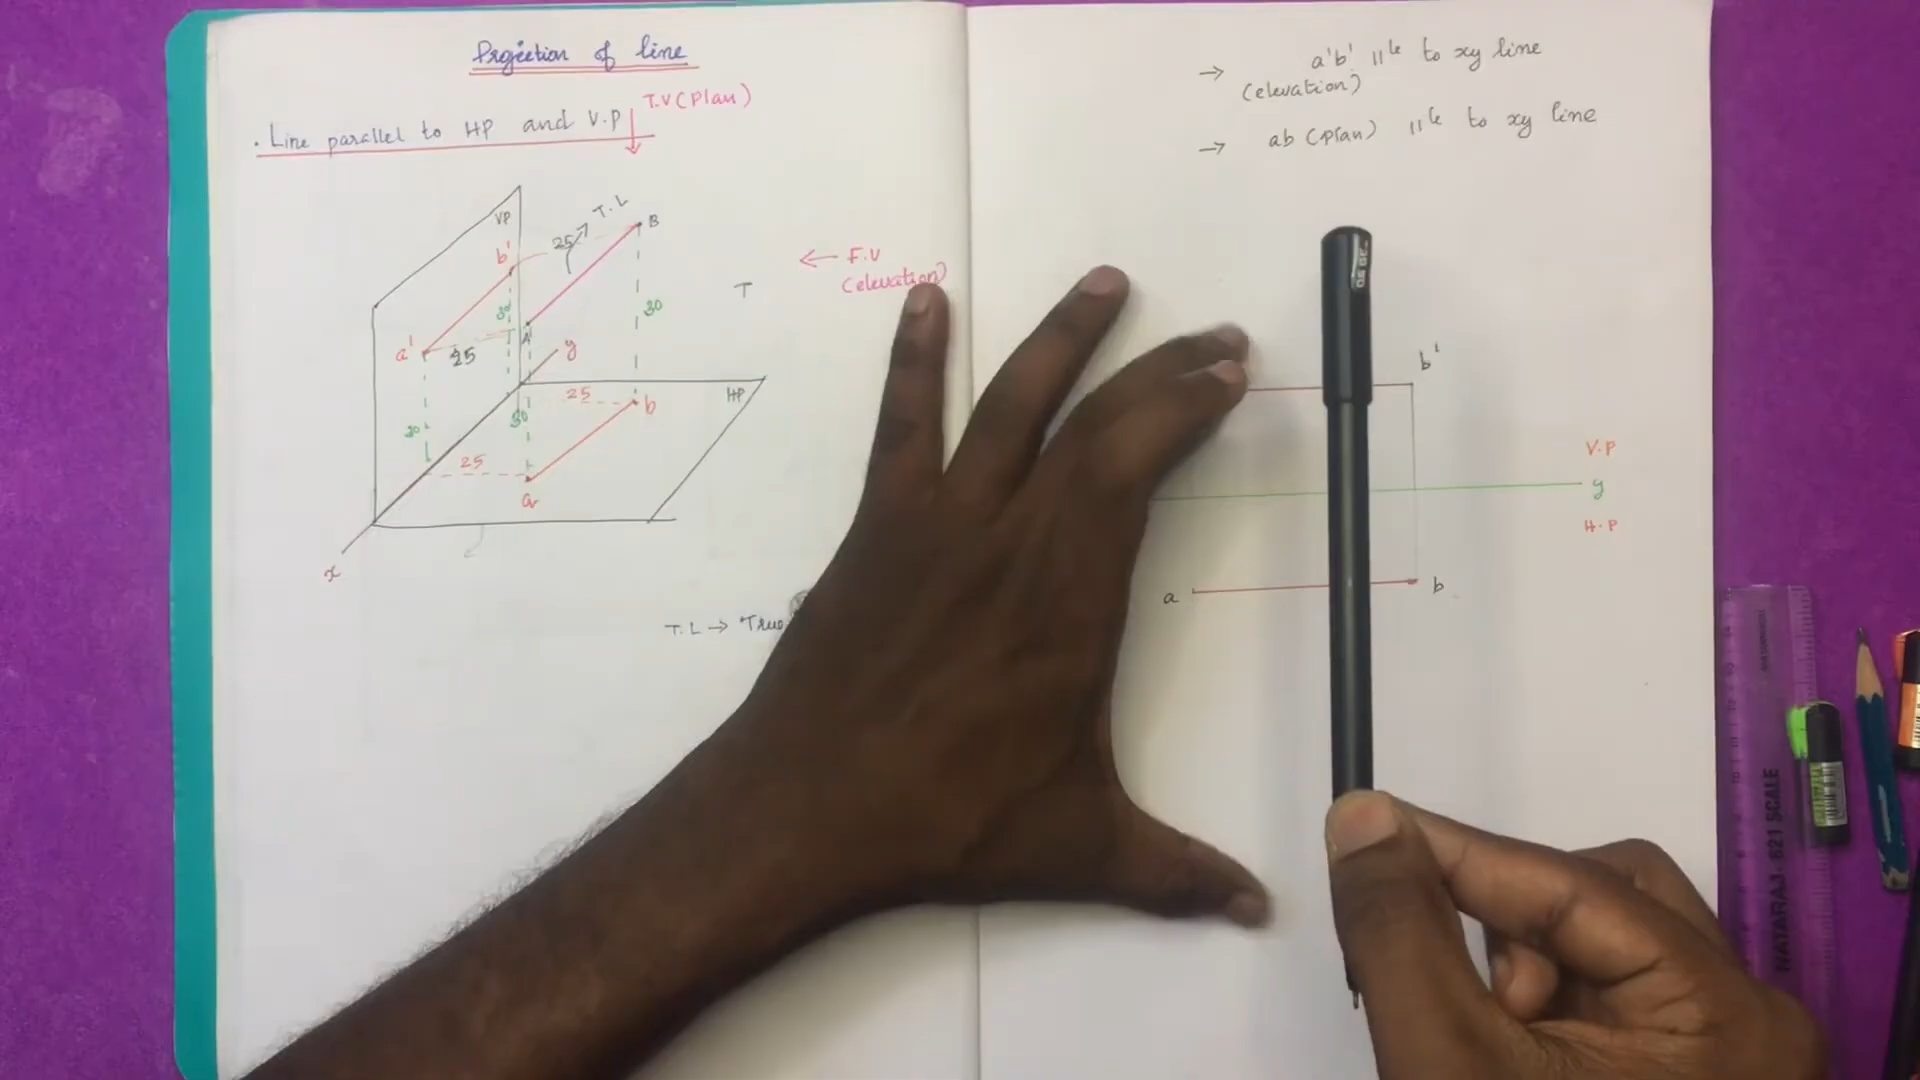 Projection of line
T.V (Plan)
. Line parallel to HP and V.P
VP
T.L
B
b'
25
F.V
(elevation)
30
30
T
A
a'
25
y
25
HP
b
30
30
25
a
x
T.L → True
→ a'b' ||le to xy line
(elevation)
→ ab (plan) ||le to xy line
b'
V.P
y
H.P
a
b
NATARAJ - 621 SCALE